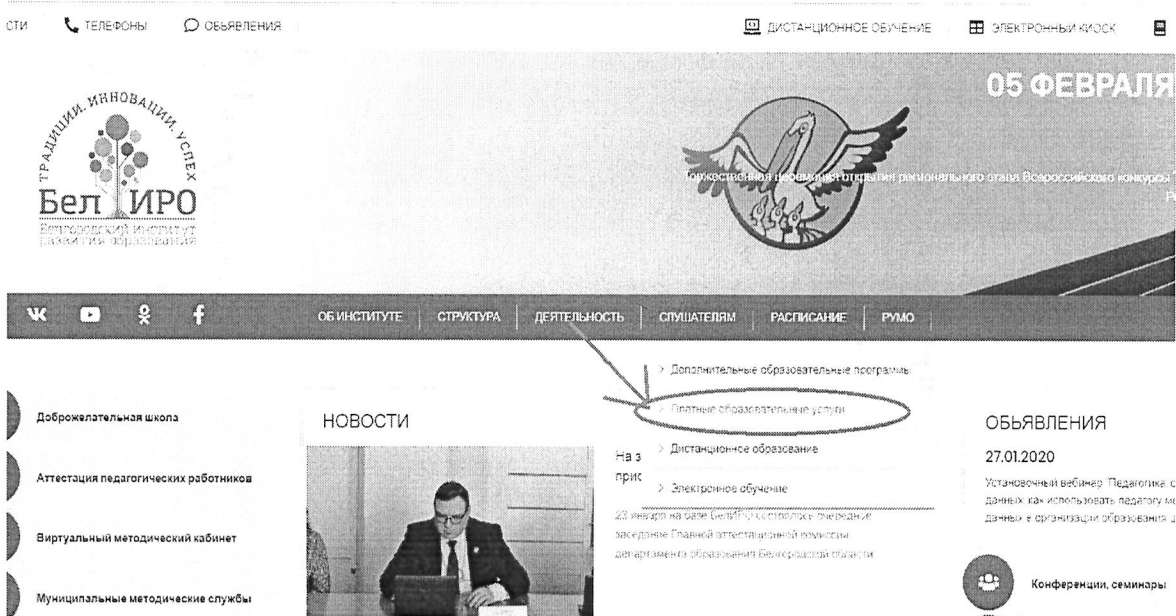 СТИ
ТЕЛЕФОНЫ
ОБЪЯВЛЕНИЯ
ДИСТАНЦИОННОЕ ОБУЧЕНИЕ
ЭЛЕКТРОННЫЙ КИОСК
ТРАДИЦИИ, ИННОВАЦИИ, УСПЕХ
Бел ИРО
Белгородский институт
развития образования
05 ФЕВРАЛЯ
Торжественная церемония открытия регионального этапа Всероссийского конкурса
ОБ ИНСТИТУТЕ
СТРУКТУРА
ДЕЯТЕЛЬНОСТЬ
СЛУШАТЕЛЯМ
РАСПИСАНИЕ
РУМО
Доброжелательная школа
Аттестация педагогических работников
Виртуальный методический кабинет
Муниципальные методические службы
НОВОСТИ
> Дополнительные образовательные программы
> Платные образовательные услуги
> Дистанционное образование
> Электронное обучение
На з
прис
23 января на базе БелИРО состоялось очередное
заседание Главной аттестационной комиссии
департамента образования Белгородской области
ОБЬЯВЛЕНИЯ
27.01.2020
Установочный вебинар "Педагогика
данных: как использовать педагогу
данные в организации образования
Конференции, семинары